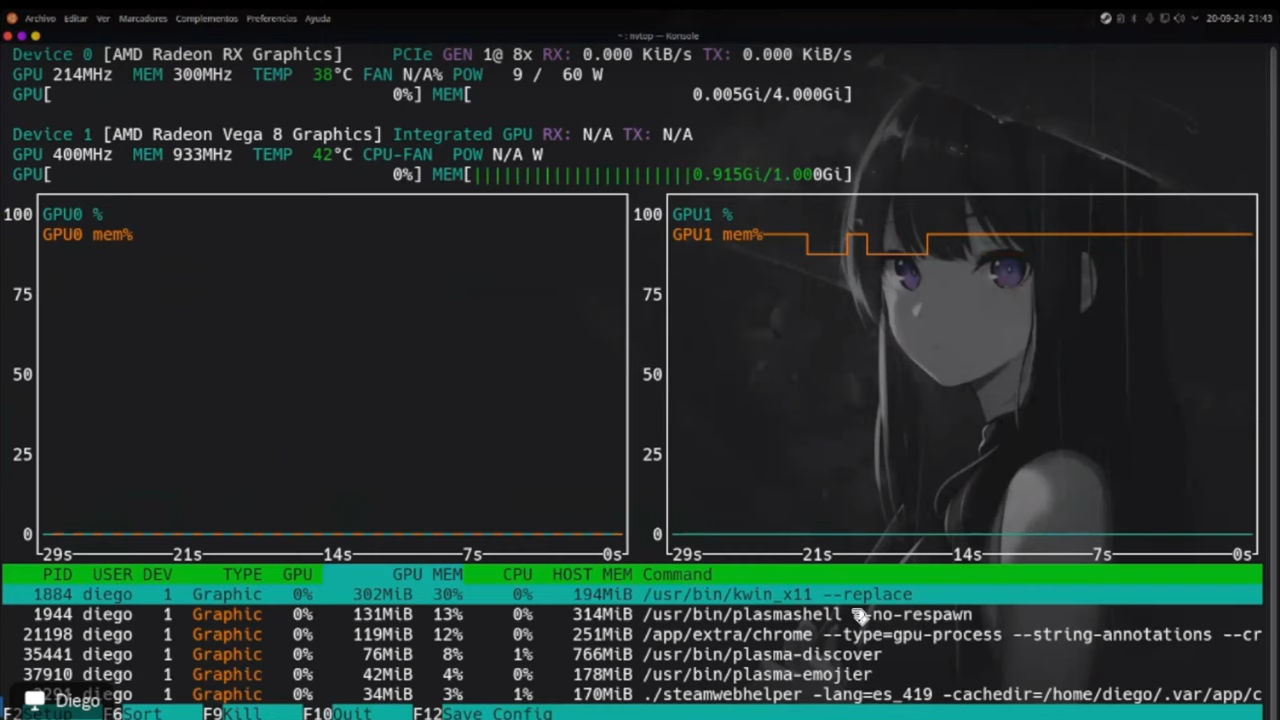 Archivo Editar Ver Marcadores Complementos Preferencias Ayuda 20-09-24 21:43
~ : nvtop — Konsole
Device 0 [AMD Radeon RX Graphics] PCIe GEN 1@ 8x RX: 0.000 KiB/s TX: 0.000 KiB/s
GPU 214MHz MEM 300MHz TEMP 38°C FAN N/A% POW 9 / 60 W
GPU[ 0%] MEM[ 0.005Gi/4.000Gi]
Device 1 [AMD Radeon Vega 8 Graphics] Integrated GPU RX: N/A TX: N/A
GPU 400MHz MEM 933MHz TEMP 42°C CPU-FAN POW N/A W
GPU[ 0%] MEM[||||||||||||||||||||||0.915Gi/1.000Gi]
100 GPU0 % 100 GPU1 %
GPU0 mem% GPU1 mem%
75 75
50 50
25 25
0 0
29s 21s 14s 7s 0s 29s 21s 14s 7s 0s
PID USER DEV TYPE GPU GPU MEM CPU HOST MEM Command
1884 diego 1 Graphic 0% 302MiB 30% 0% 194MiB /usr/bin/kwin_x11 --replace
1944 diego 1 Graphic 0% 131MiB 13% 0% 314MiB /usr/bin/plasmashell --no-respawn
21198 diego 1 Graphic 0% 119MiB 12% 0% 251MiB /app/extra/chrome --type=gpu-process --string-annotations --cr
35441 diego 1 Graphic 0% 76MiB 8% 1% 766MiB /usr/bin/plasma-discover
37910 diego 1 Graphic 0% 42MiB 4% 0% 178MiB /usr/bin/plasma-emojier
diego 1 Graphic 0% 34MiB 3% 1% 170MiB ./steamwebhelper -lang=es_419 -cachedir=/home/diego/.var/app/c
Diego
F2Setup F6Sort F9Kill F10Quit F12Save Config